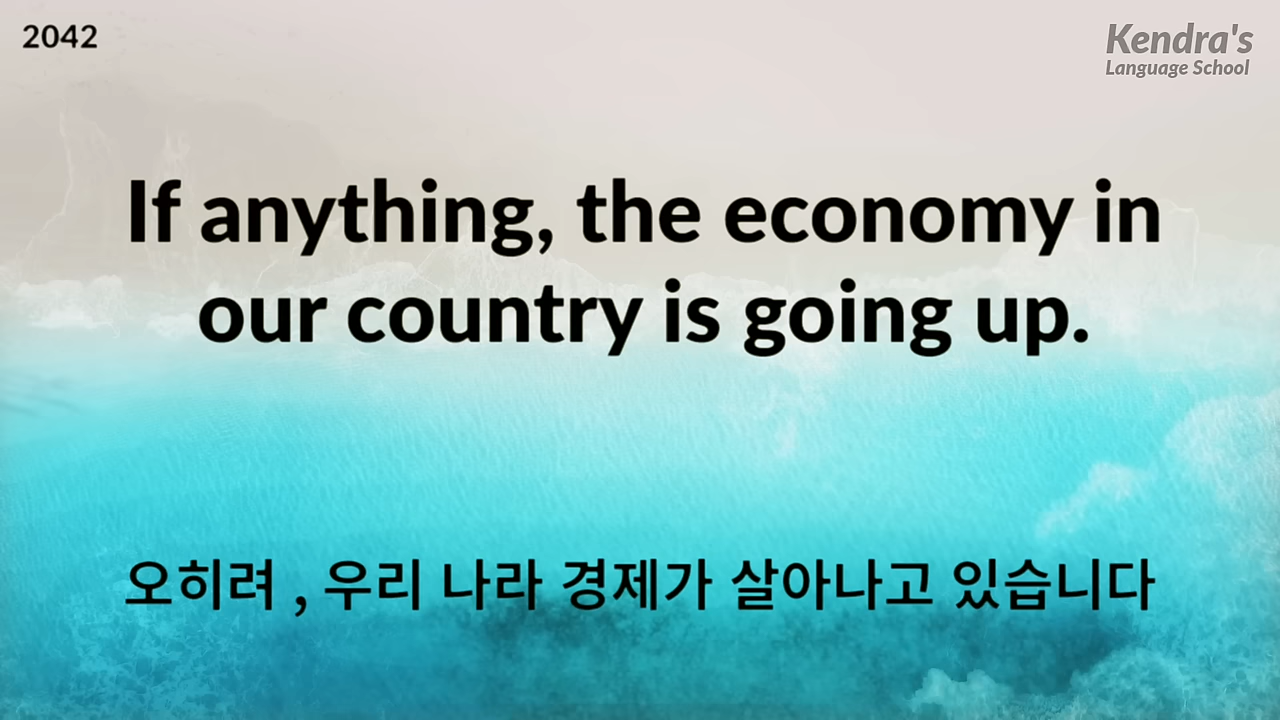 2042
Kendra's
Language School
If anything, the economy in
our country is going up.
오히려 , 우리 나라 경제가 살아나고 있습니다